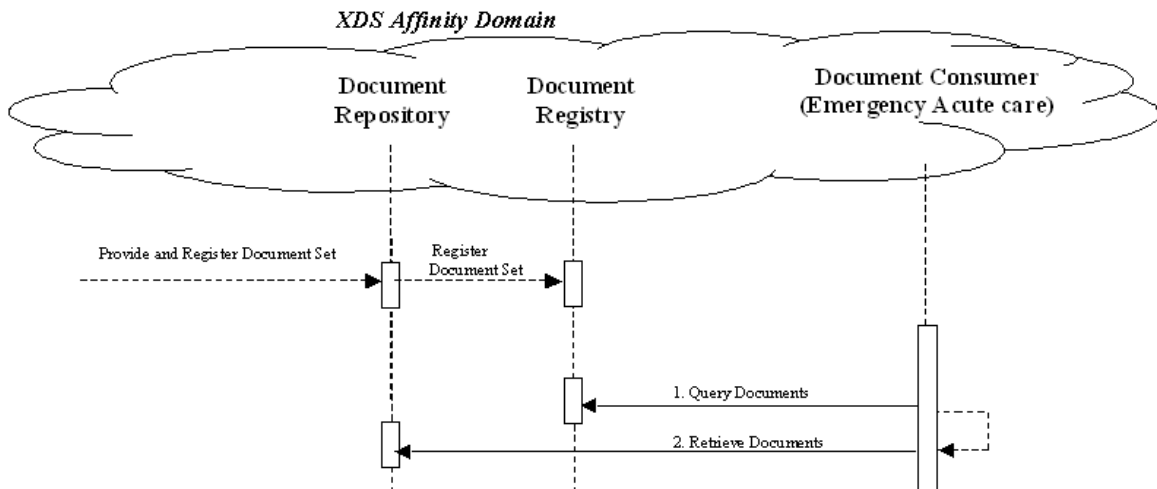 XDS Affinity Domain
Document
Repository
Document
Registry
Document Consumer
(Emergency Acute care)
Provide and Register Document Set
Register
Document Set
1. Query Documents
2. Retrieve Documents